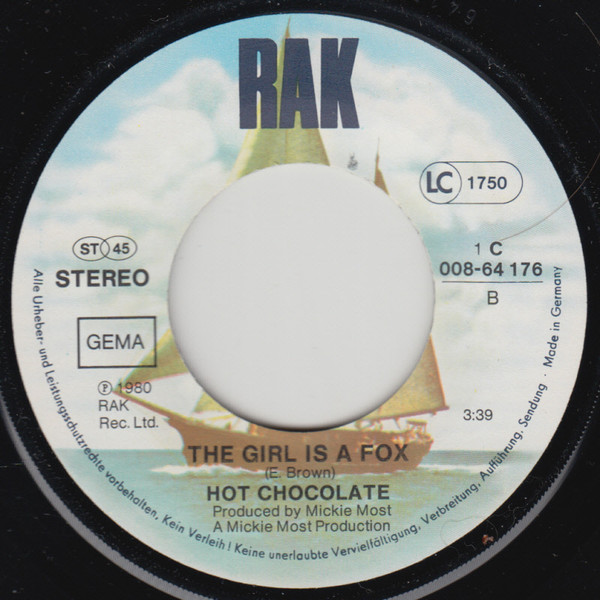 RAK
LC 1750
ST 45
STEREO
1 C
008-64 176
B
GEMA
℗ 1980
RAK
Rec. Ltd.
3:39
THE GIRL IS A FOX
(E. Brown)
HOT CHOCOLATE
Produced by Mickie Most
A Mickie Most Production
Alle Urheber- und Leistungsschutzrechte vorbehalten, Kein Verleih! Keine unerlaubte Vervielfältigung, Verbreitung, Aufführung, Sendung · Made in Germany